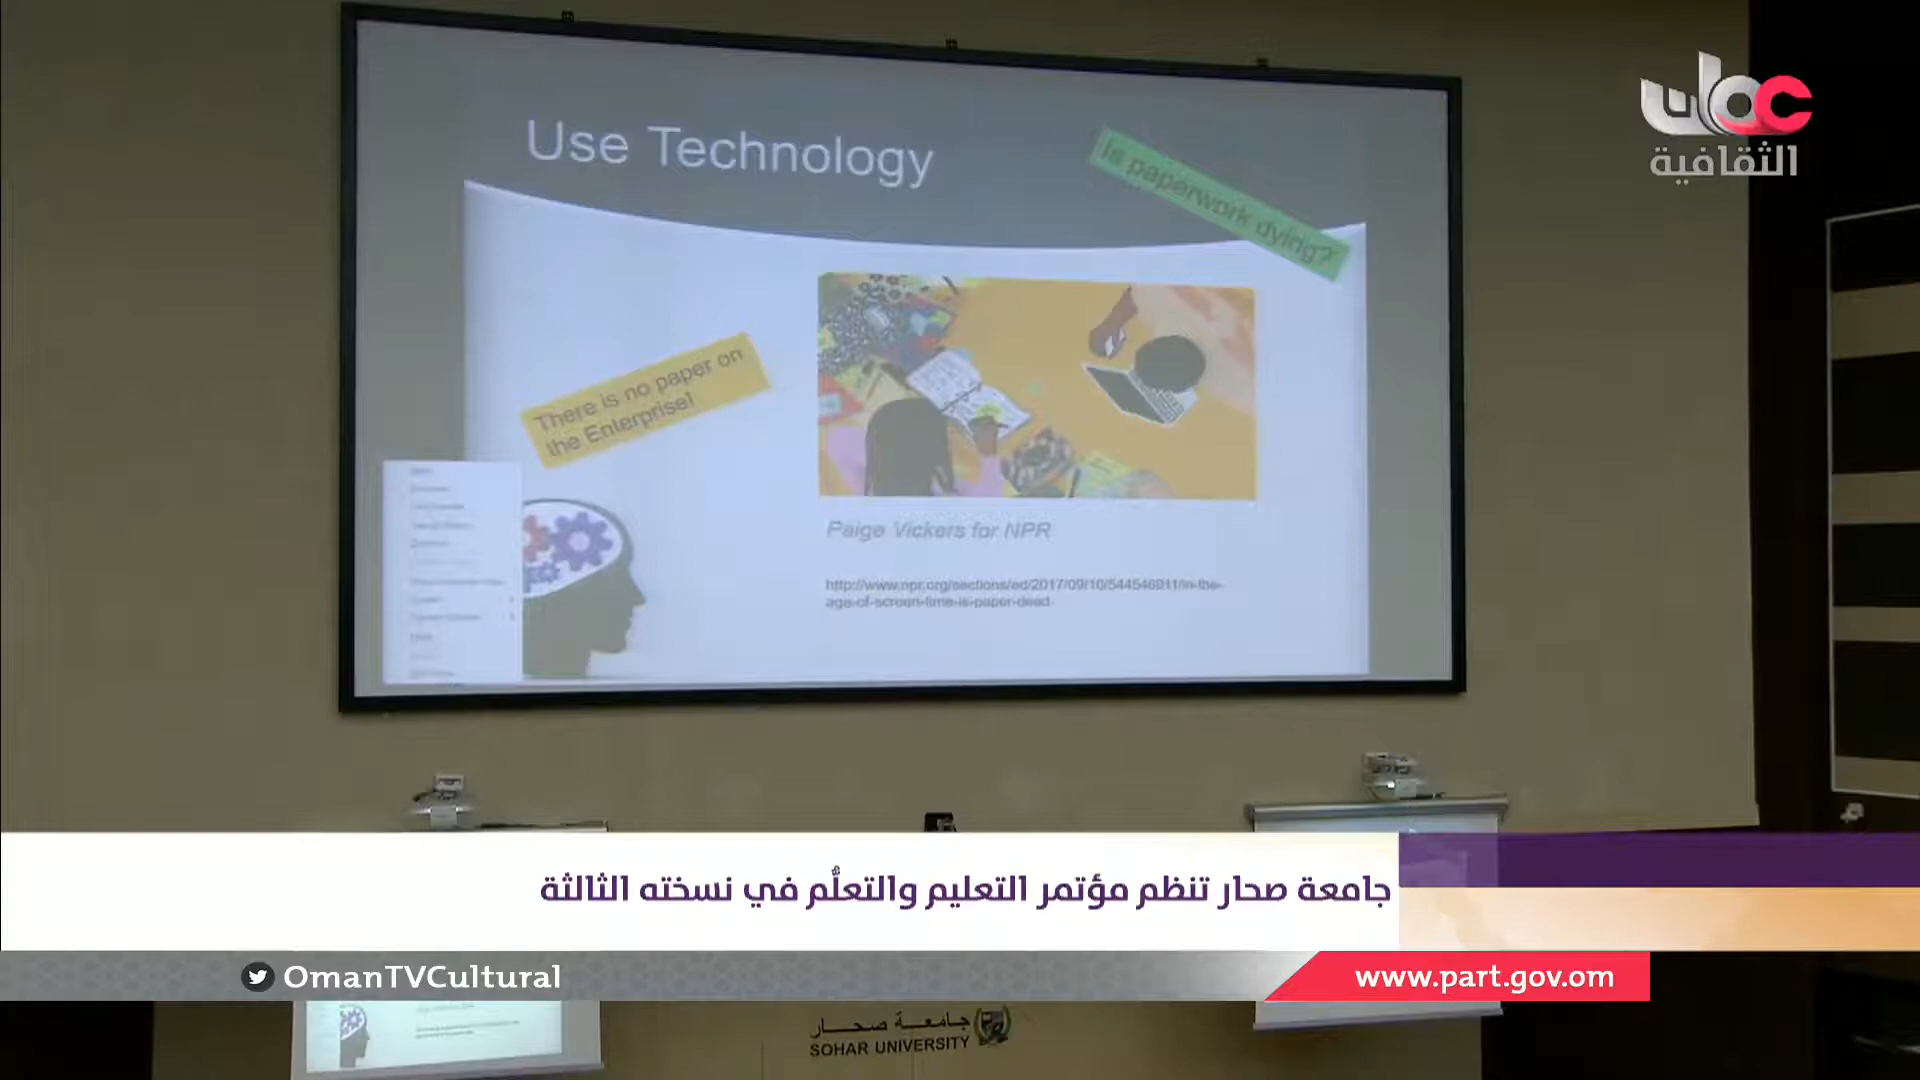 Use Technology
Is paperwork dying?
عمان
الثقافية
There is no paper on
the Enterprise!
Paige Vickers for NPR
http://www.npr.org/sections/ed/2017/09/10/544546911/in-the-
age-of-screen-time-is-paper-dead
جامعة صحار تنظم مؤتمر التعليم والتعلُّم في نسخته الثالثة
OmanTVCultural
www.part.gov.om
جامعة صحار
SOHAR UNIVERSITY